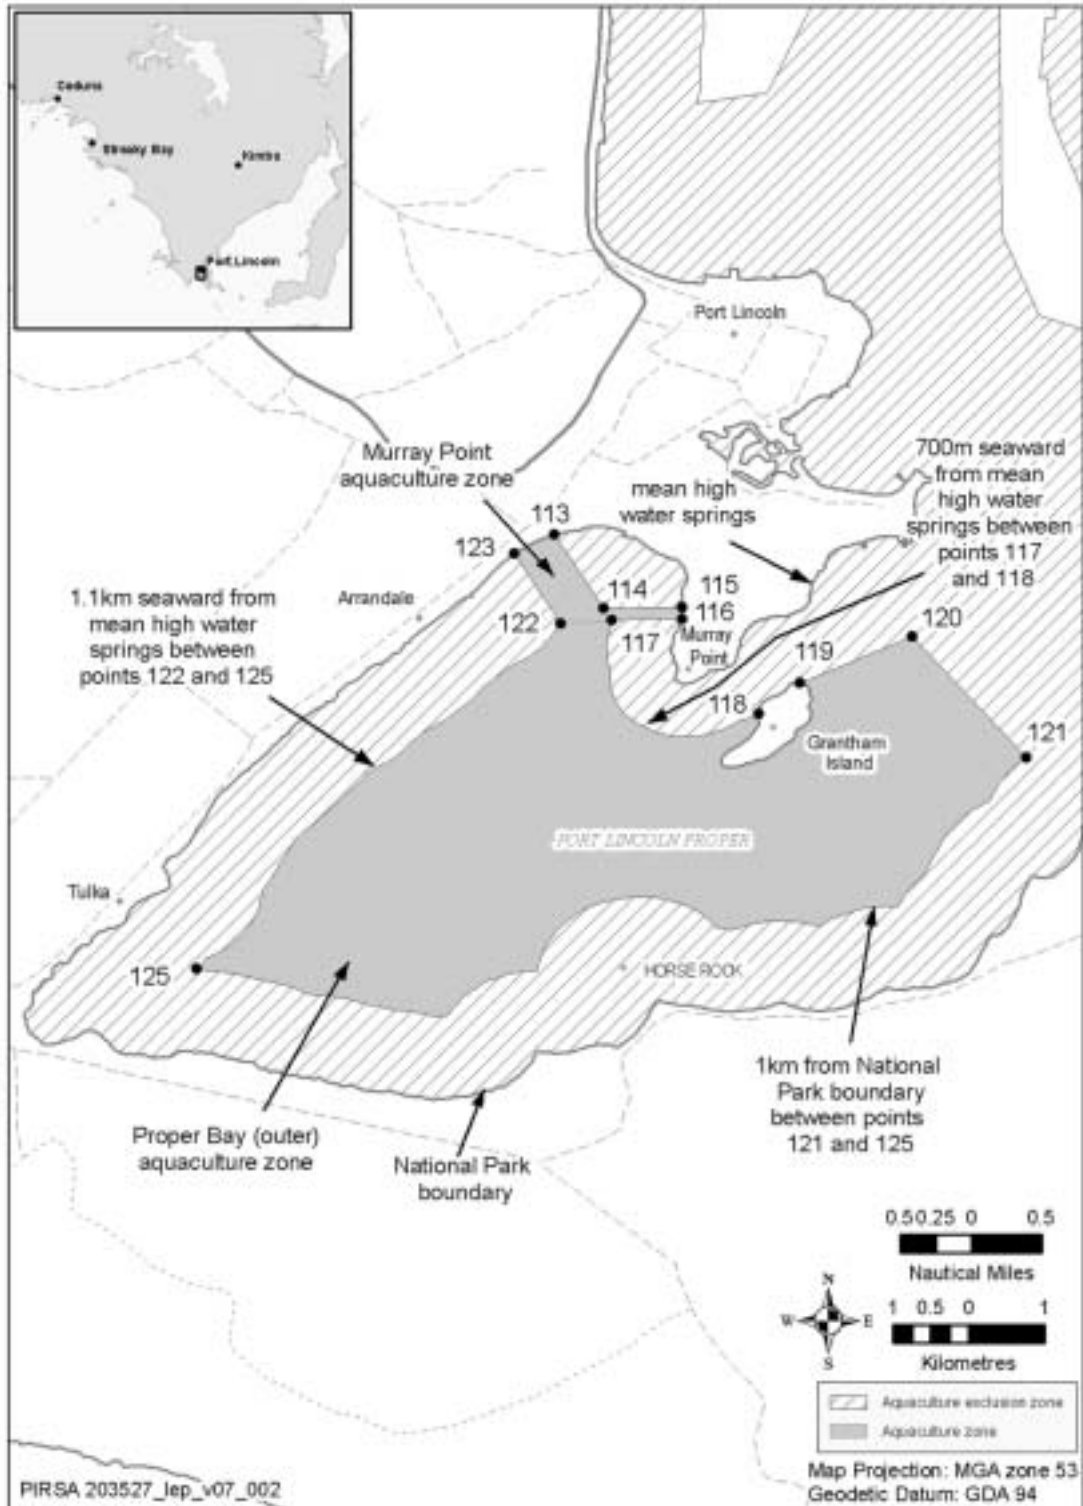 Ceduna
Streaky Bay
Kimba
Port Lincoln
Port Lincoln
Murray Point
aquaculture zone
mean high
water springs
700m seaward
from mean
high water
springs between
points 117
and 118
113
123
114
115
116
122
117
Murray
Point
Arrandale
1.1km seaward from
mean high water
springs between
points 122 and 125
120
119
118
121
Grantham
Island
PORT LINCOLN PROPER
Tulka
125
HORSE ROCK
1km from National
Park boundary
between points
121 and 125
Proper Bay (outer)
aquaculture zone
National Park
boundary
0.5 0.25 0 0.5
Nautical Miles
N
W E
S
1 0.5 0 1
Kilometres
Aquaculture exclusion zone
Aquaculture zone
PIRSA 203527_lep_v07_002
Map Projection: MGA zone 53
Geodetic Datum: GDA 94